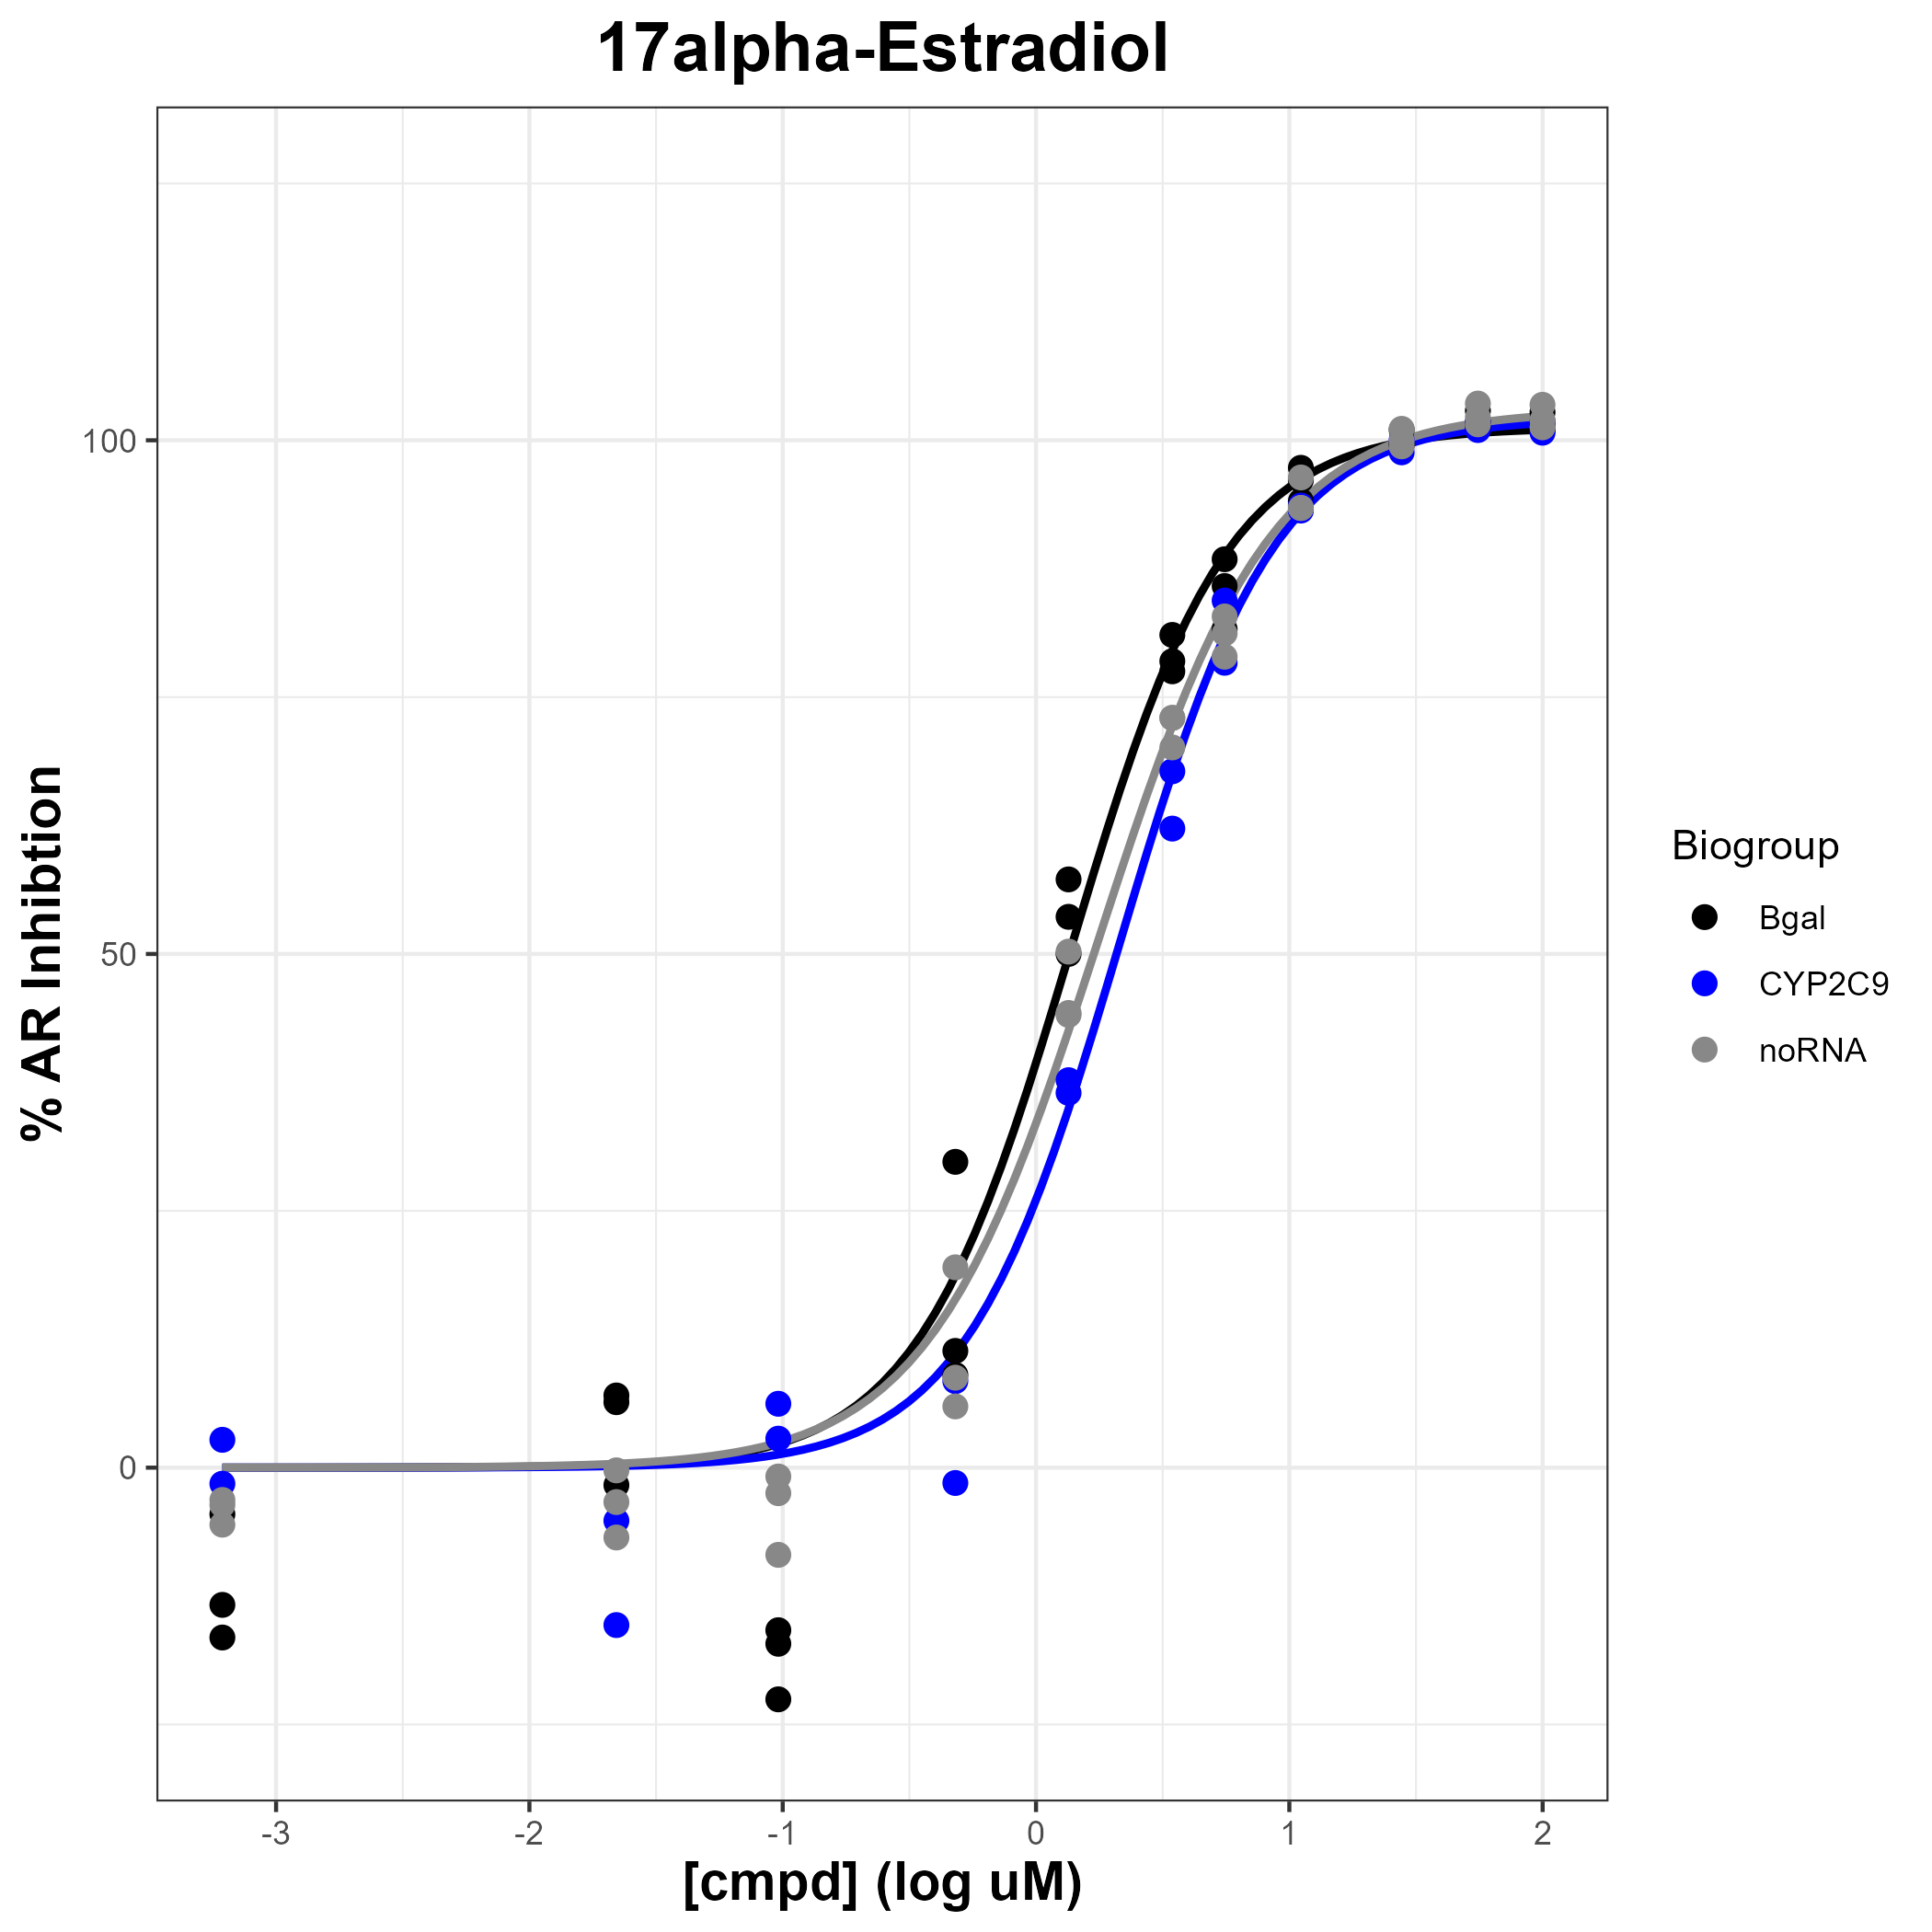 17alpha-Estradiol
% AR Inhibtion
100
50
0
-3
-2
-1
0
1
2
[cmpd] (log uM)
Biogroup
Bgal
CYP2C9
noRNA